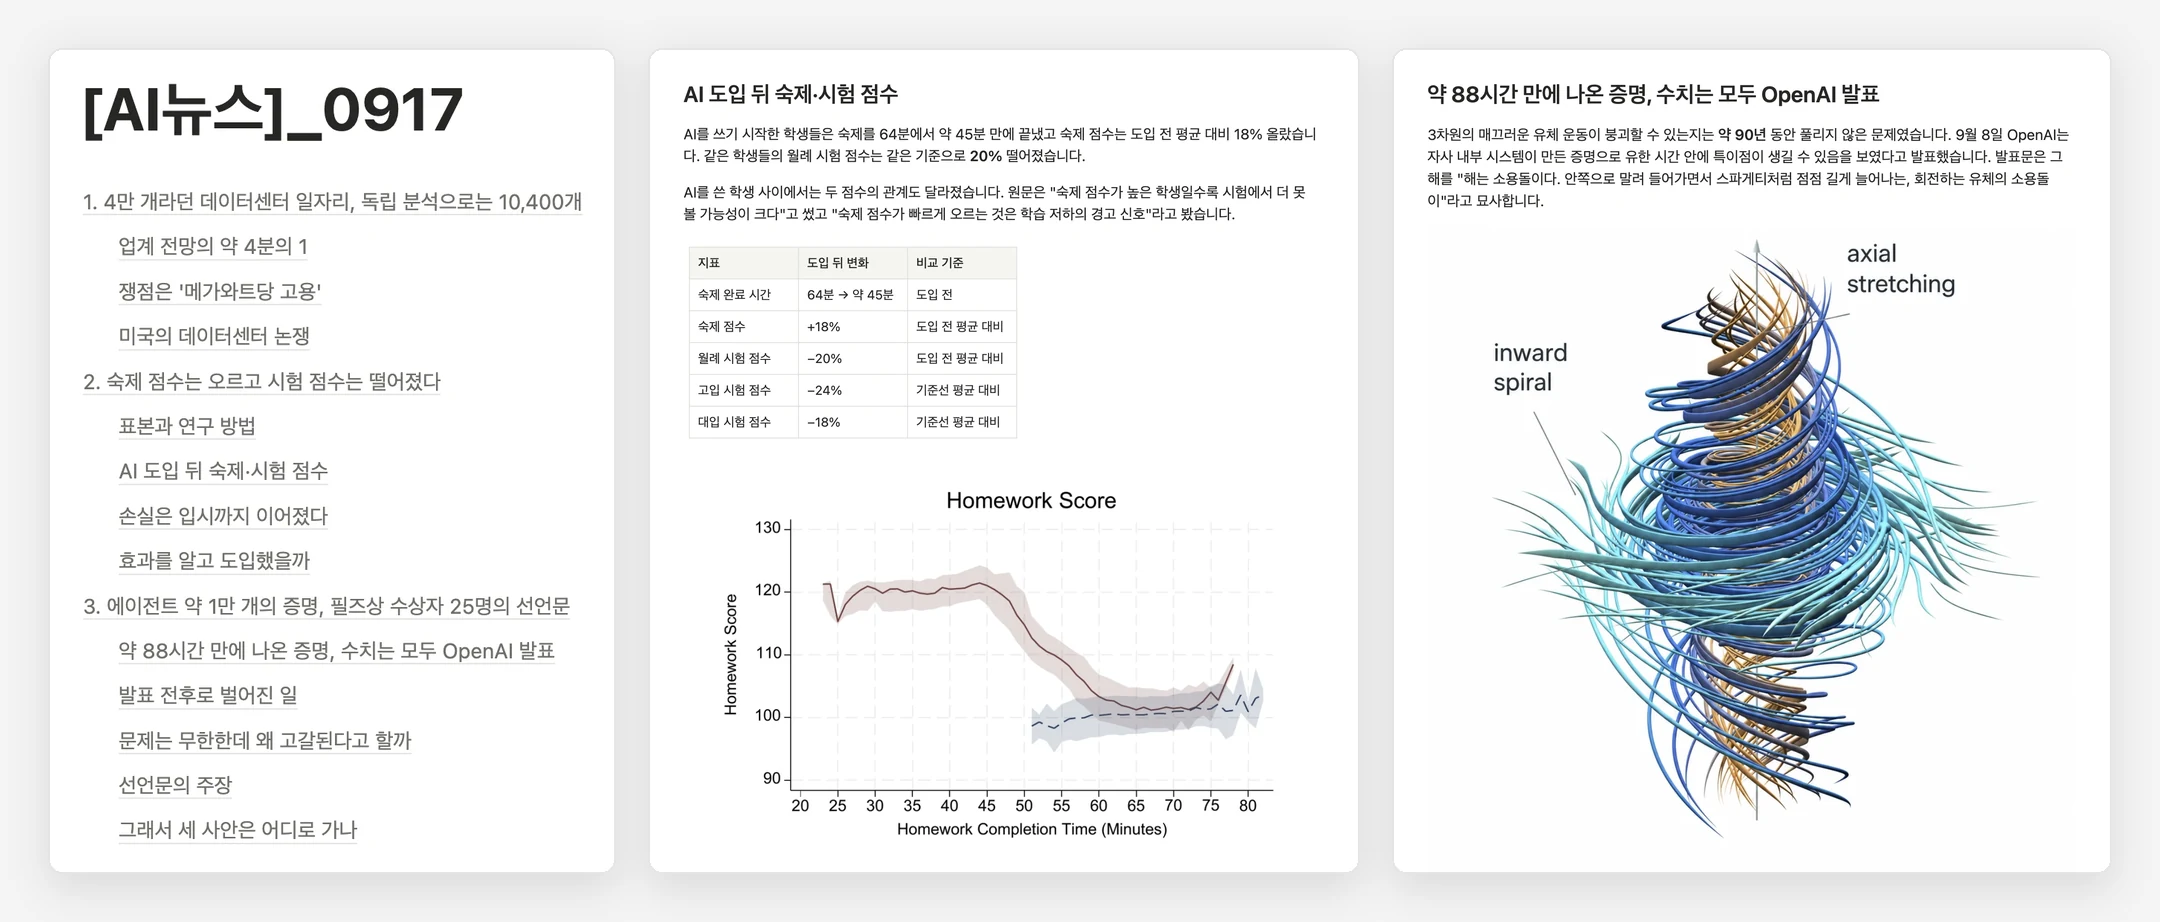 [AI뉴스]_0917
1. 4만 개라던 데이터센터 일자리, 독립 분석으로는 10,400개
업계 전망의 약 4분의 1
쟁점은 '메가와트당 고용'
미국의 데이터센터 논쟁
2. 숙제 점수는 오르고 시험 점수는 떨어졌다
표본과 연구 방법
AI 도입 뒤 숙제·시험 점수
손실은 입시까지 이어졌다
효과를 알고 도입했을까
3. 에이전트 약 1만 개의 증명, 필즈상 수상자 25명의 선언문
약 88시간 만에 나온 증명, 수치는 모두 OpenAI 발표
발표 전후로 벌어진 일
문제는 무한한데 왜 고갈된다고 할까
선언문의 주장
그래서 세 사안은 어디로 가나
AI 도입 뒤 숙제·시험 점수
AI를 쓰기 시작한 학생들은 숙제를 64분에서 약 45분 만에 끝냈고 숙제 점수는 도입 전 평균 대비 18% 올랐습니
다. 같은 학생들의 월례 시험 점수는 같은 기준으로 20% 떨어졌습니다.
AI를 쓴 학생 사이에서는 두 점수의 관계도 달라졌습니다. 원문은 "숙제 점수가 높은 학생일수록 시험에서 더 못
볼 가능성이 크다"고 썼고 "숙제 점수가 빠르게 오르는 것은 학습 저하의 경고 신호"라고 봤습니다.
지표 도입 뒤 변화 비교 기준
숙제 완료 시간 64분 → 약 45분 도입 전
숙제 점수 +18% 도입 전 평균 대비
월례 시험 점수 −20% 도입 전 평균 대비
고입 시험 점수 −24% 기준선 평균 대비
대입 시험 점수 −18% 기준선 평균 대비
Homework Score
130
120
110
100
90
Homework Score
20 25 30 35 40 45 50 55 60 65 70 75 80
Homework Completion Time (Minutes)
약 88시간 만에 나온 증명, 수치는 모두 OpenAI 발표
3차원의 매끄러운 유체 운동이 붕괴할 수 있는지는 약 90년 동안 풀리지 않은 문제였습니다. 9월 8일 OpenAI는
자사 내부 시스템이 만든 증명으로 유한 시간 안에 특이점이 생길 수 있음을 보였다고 발표했습니다. 발표문은 그
해를 "해는 소용돌이다. 안쪽으로 말려 들어가면서 스파게티처럼 점점 길게 늘어나는, 회전하는 유체의 소용돌
이"라고 묘사합니다.
axial
stretching
inward
spiral